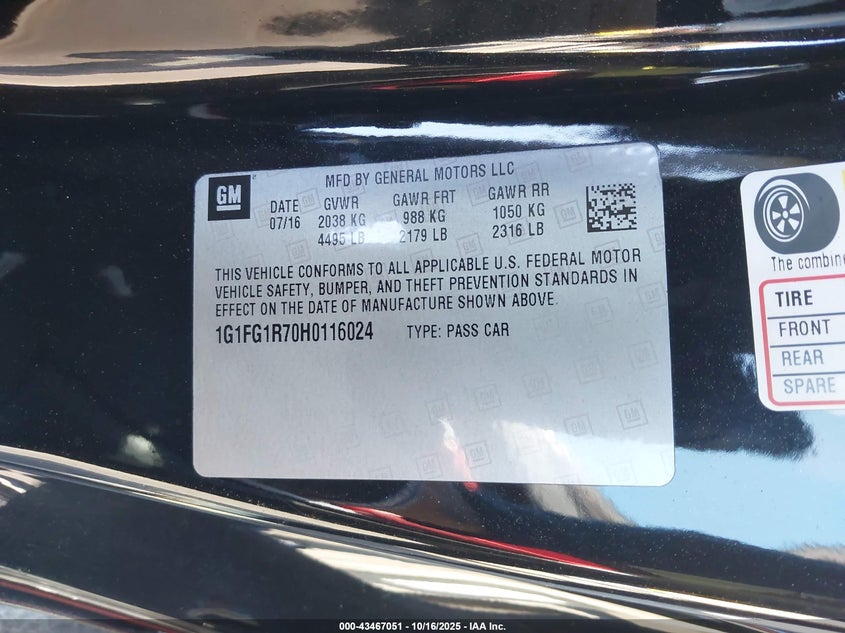 GM
MFD BY GENERAL MOTORS LLC
DATE GVWR GAWR FRT GAWR RR
07/16 2038 KG 988 KG 1050 KG
4495 LB 2179 LB 2316 LB
THIS VEHICLE CONFORMS TO ALL APPLICABLE U.S. FEDERAL MOTOR
VEHICLE SAFETY, BUMPER, AND THEFT PREVENTION STANDARDS IN
EFFECT ON THE DATE OF MANUFACTURE SHOWN ABOVE.
1G1FG1R70H0116024 TYPE: PASS CAR
The combine
TIRE
FRONT
REAR
SPARE
000-43467051 | 10/16/2025 | IAA Inc.